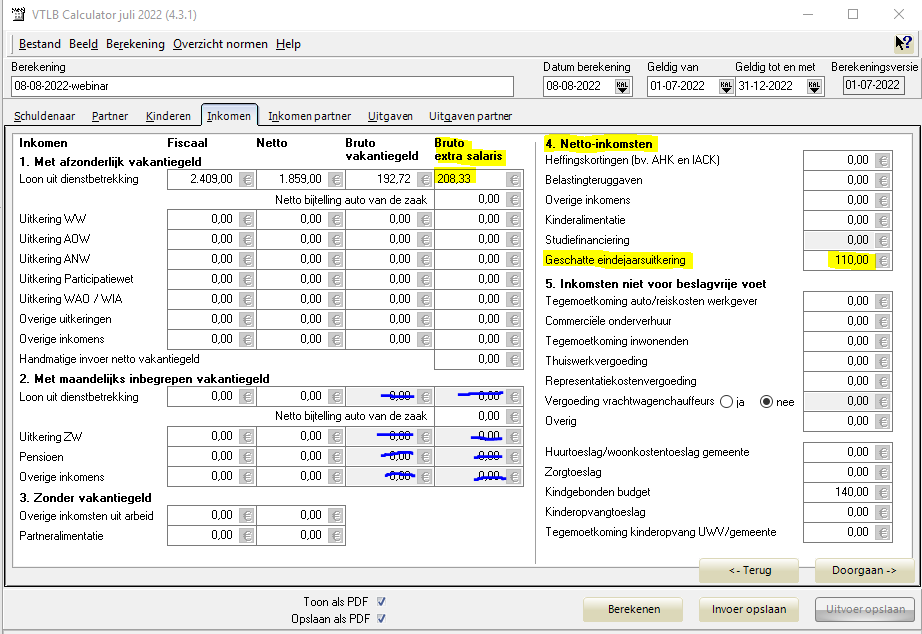 VTLB Calculator juli 2022 (4.3.1)
Bestand Beeld Berekening Overzicht normen Help
Berekening Datum berekening Geldig van Geldig tot en met Berekeningsversie
08-08-2022-webinar 08-08-2022 KAL 01-07-2022 KAL 31-12-2022 KAL 01-07-2022
Schuldenaar Partner Kinderen Inkomen Inkomen partner Uitgaven Uitgaven partner
Inkomen Fiscaal Netto Bruto vakantiegeld Bruto extra salaris
1. Met afzonderlijk vakantiegeld
Loon uit dienstbetrekking 2.409,00 € 1.859,00 € 192,72 € 208,33 €
Netto bijtelling auto van de zaak 0,00 €
Uitkering WW 0,00 € 0,00 € 0,00 € 0,00 €
Uitkering AOW 0,00 € 0,00 € 0,00 € 0,00 €
Uitkering ANW 0,00 € 0,00 € 0,00 € 0,00 €
Uitkering Participatiewet 0,00 € 0,00 € 0,00 € 0,00 €
Uitkering WAO / WIA 0,00 € 0,00 € 0,00 € 0,00 €
Overige uitkeringen 0,00 € 0,00 € 0,00 € 0,00 €
Overige inkomens 0,00 € 0,00 € 0,00 € 0,00 €
Handmatige invoer netto vakantiegeld 0,00 €
2. Met maandelijks inbegrepen vakantiegeld
Loon uit dienstbetrekking 0,00 € 0,00 € 0,00 € 0,00 €
Netto bijtelling auto van de zaak 0,00 €
Uitkering ZW 0,00 € 0,00 € 0,00 € 0,00 €
Pensioen 0,00 € 0,00 € 0,00 € 0,00 €
Overige inkomens 0,00 € 0,00 € 0,00 € 0,00 €
3. Zonder vakantiegeld
Overige inkomsten uit arbeid 0,00 € 0,00 €
Partneralimentatie 0,00 € 0,00 €
4. Netto-inkomsten
Heffingskortingen (bv. AHK en IACK) 0,00 €
Belastingteruggaven 0,00 €
Overige inkomens 0,00 €
Kinderalimentatie 0,00 €
Studiefinanciering 0,00 €
Geschatte eindejaarsuitkering 110,00 €
5. Inkomsten niet voor beslagvrije voet
Tegemoetkoming auto/reiskosten werkgever 0,00 €
Commerciële onderverhuur 0,00 €
Tegemoetkoming inwonenden 0,00 €
Thuiswerkvergoeding 0,00 €
Representatiekostenvergoeding 0,00 €
Vergoeding vrachtwagenchauffeurs ja nee 0,00 €
Overig 0,00 €
Huurtoeslag/woonkostentoeslag gemeente 0,00 €
Zorgtoeslag 0,00 €
Kindgebonden budget 140,00 €
Kinderopvangtoeslag 0,00 €
Tegemoetkoming kinderopvang UWV/gemeente 0,00 €
<- Terug Doorgaan ->
Toon als PDF
Opslaan als PDF
Berekenen Invoer opslaan Uitvoer opslaan